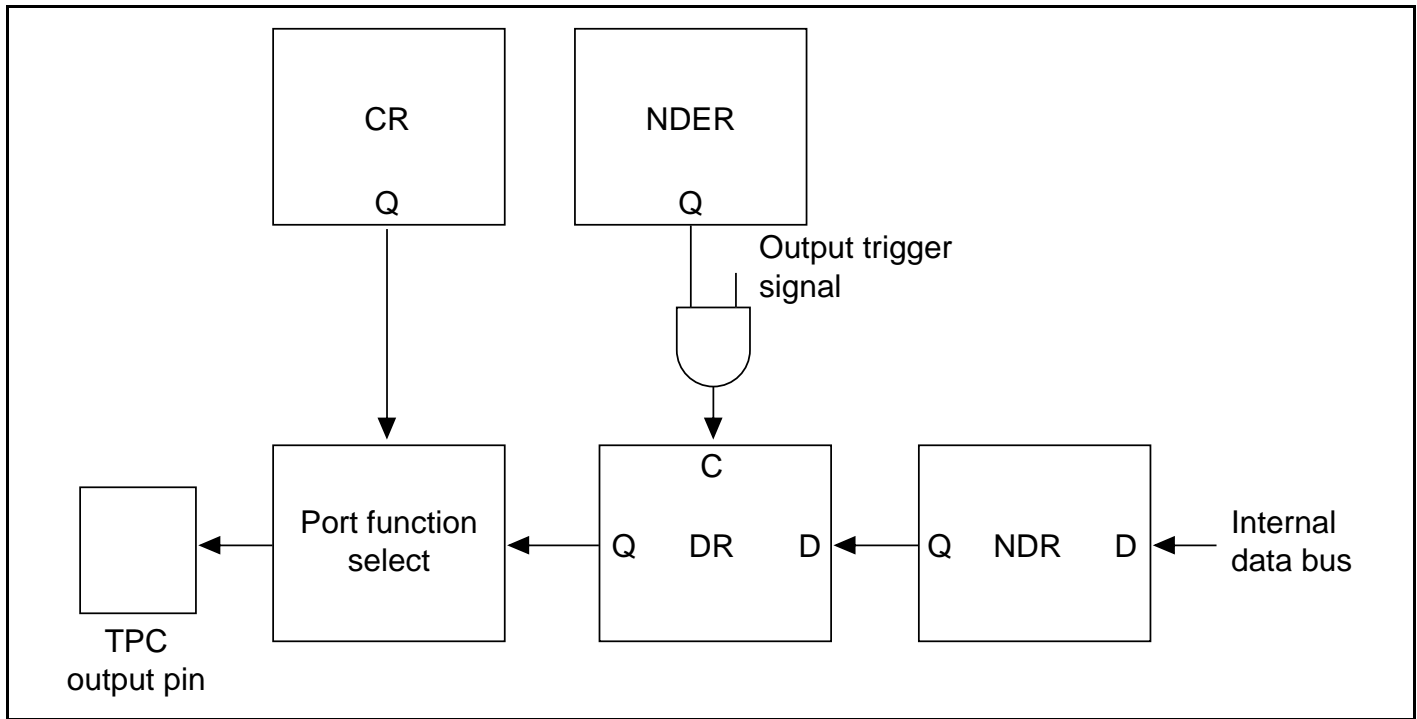 CR
Q
NDER
Q
Output trigger
signal
Port function
select
C
Q DR D
Q NDR D
Internal
data bus
TPC
output pin